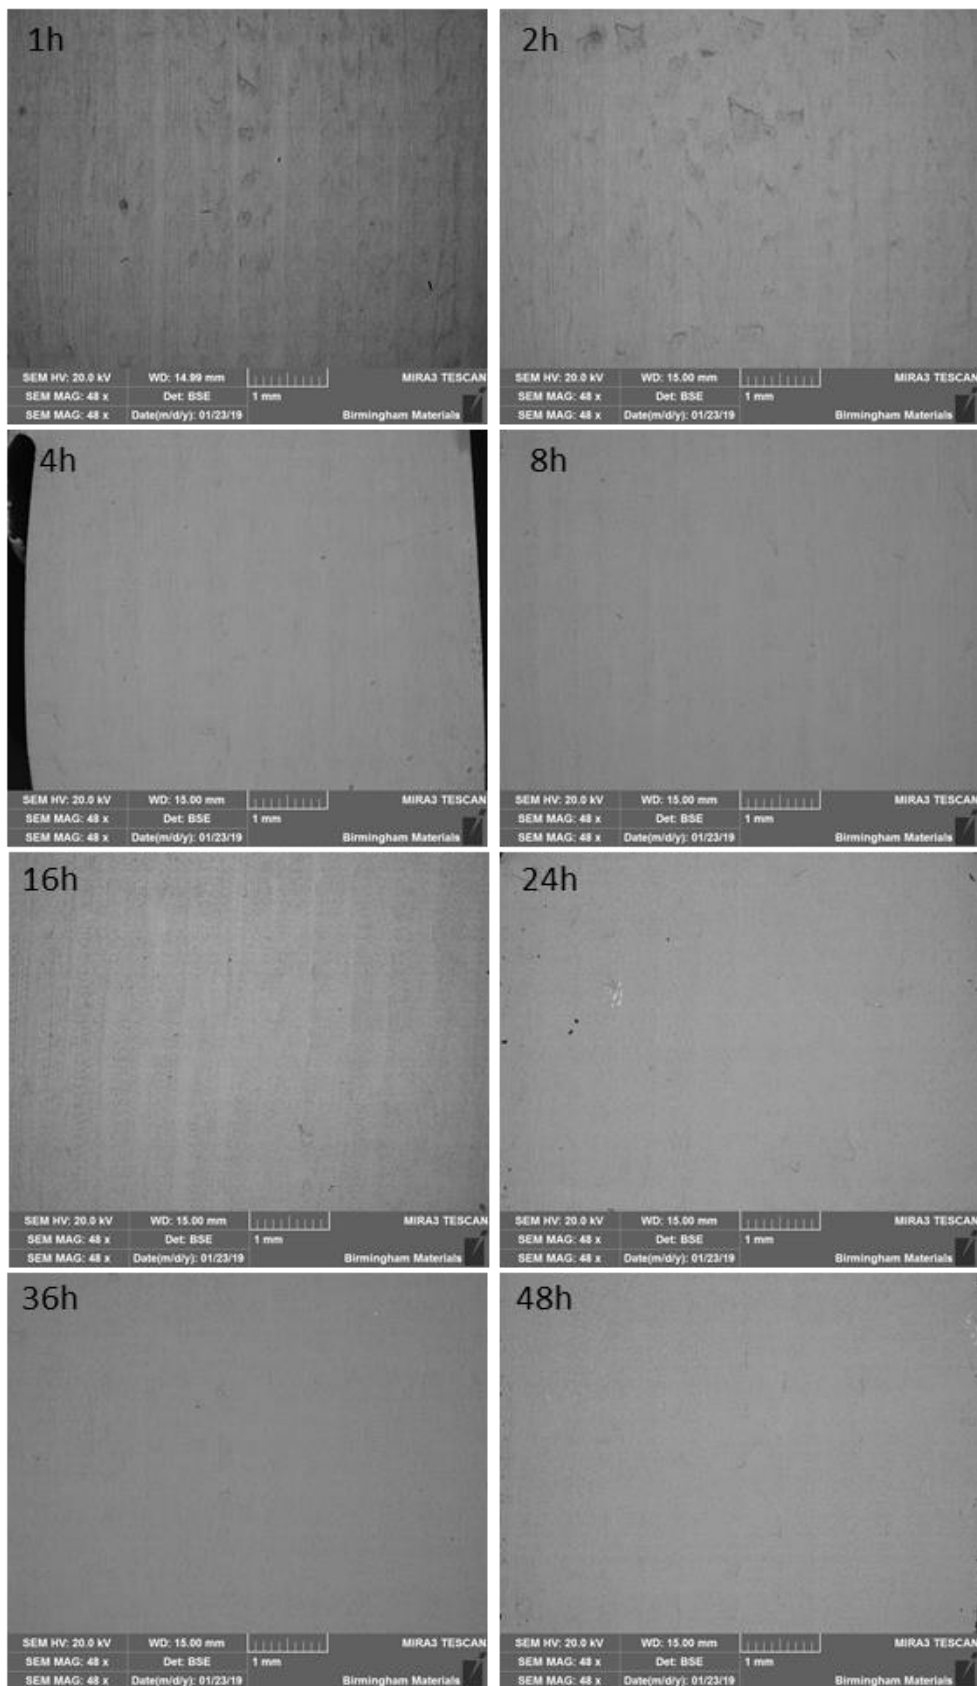 1h
SEM HV: 20.0 kV WD: 14.99 mm MIRA3 TESCAN
SEM MAG: 48 x Det: BSE 1 mm
Date(m/d/y): 01/23/19 Birmingham Materials
2h
SEM HV: 20.0 kV WD: 15.00 mm MIRA3 TESCAN
SEM MAG: 48 x Det: BSE 1 mm
SEM MAG: 48 x Date(m/d/y): 01/23/19 Birmingham Materials
4h
SEM HV: 20.0 kV WD: 15.00 mm MIRA3 TESCAN
SEM MAG: 48 x Det: BSE 1 mm
SEM MAG: 48 x Date(m/d/y): 01/23/19 Birmingham Materials
8h
SEM HV: 20.0 kV WD: 15.00 mm MIRA3 TESCAN
SEM MAG: 48 x Det: BSE 1 mm
SEM MAG: 48 x Date(m/d/y): 01/23/19 Birmingham Materials
16h
SEM HV: 20.0 kV WD: 15.00 mm MIRA3 TESCAN
SEM MAG: 48 x Det: BSE 1 mm
SEM MAG: 48 x Date(m/d/y): 01/23/19 Birmingham Materials
24h
SEM HV: 20.0 kV WD: 15.00 mm MIRA3 TESCAN
SEM MAG: 48 x Det: BSE 1 mm
SEM MAG: 48 x Date(m/d/y): 01/23/19 Birmingham Materials
36h
SEM HV: 20.0 kV WD: 15.00 mm MIRA3 TESCAN
SEM MAG: 48 x Det: BSE 1 mm
SEM MAG: 48 x Date(m/d/y): 01/23/19 Birmingham Materials
48h
SEM HV: 20.0 kV WD: 15.00 mm MIRA3 TESCAN
SEM MAG: 48 x Det: BSE 1 mm
SEM MAG: 48 x Date(m/d/y): 01/23/19 Birmingham Materials